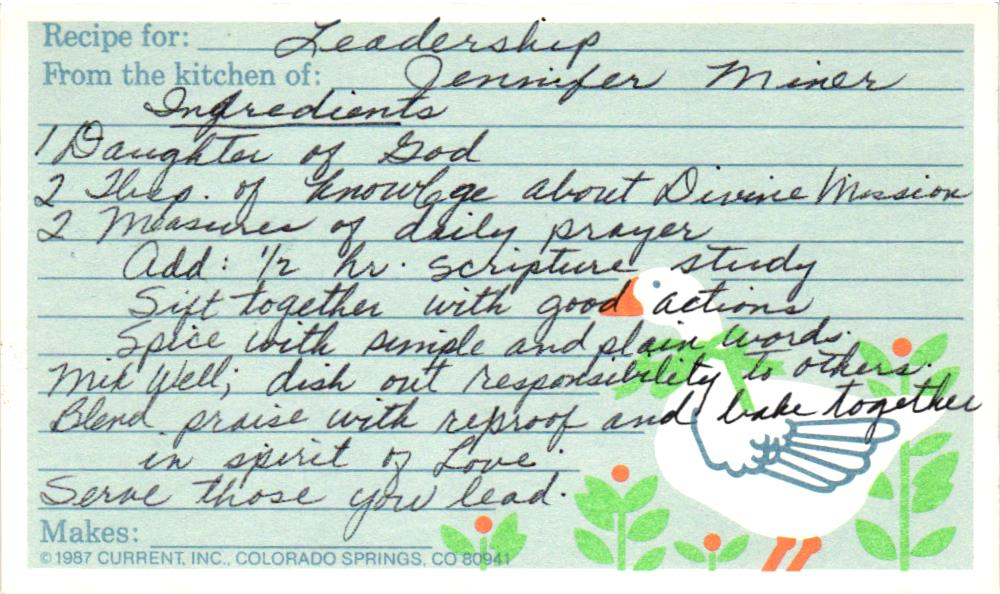 Recipe for: Leadership
From the kitchen of: Jennifer Miner
Ingredients
1 Daughter of God
2 Tbsp. of knowlege about Divine Mission
2 Measures of daily prayer
Add: 1/2 hr. scripture study
Sift together with good actions
Spice with simple and plain words.
Mix Well; dish out responsibility to others.
Blend praise with reproof and bake together
in spirit of Love.
Serve those you lead.
Makes:
© 1987 CURRENT, INC., COLORADO SPRINGS, CO 80941